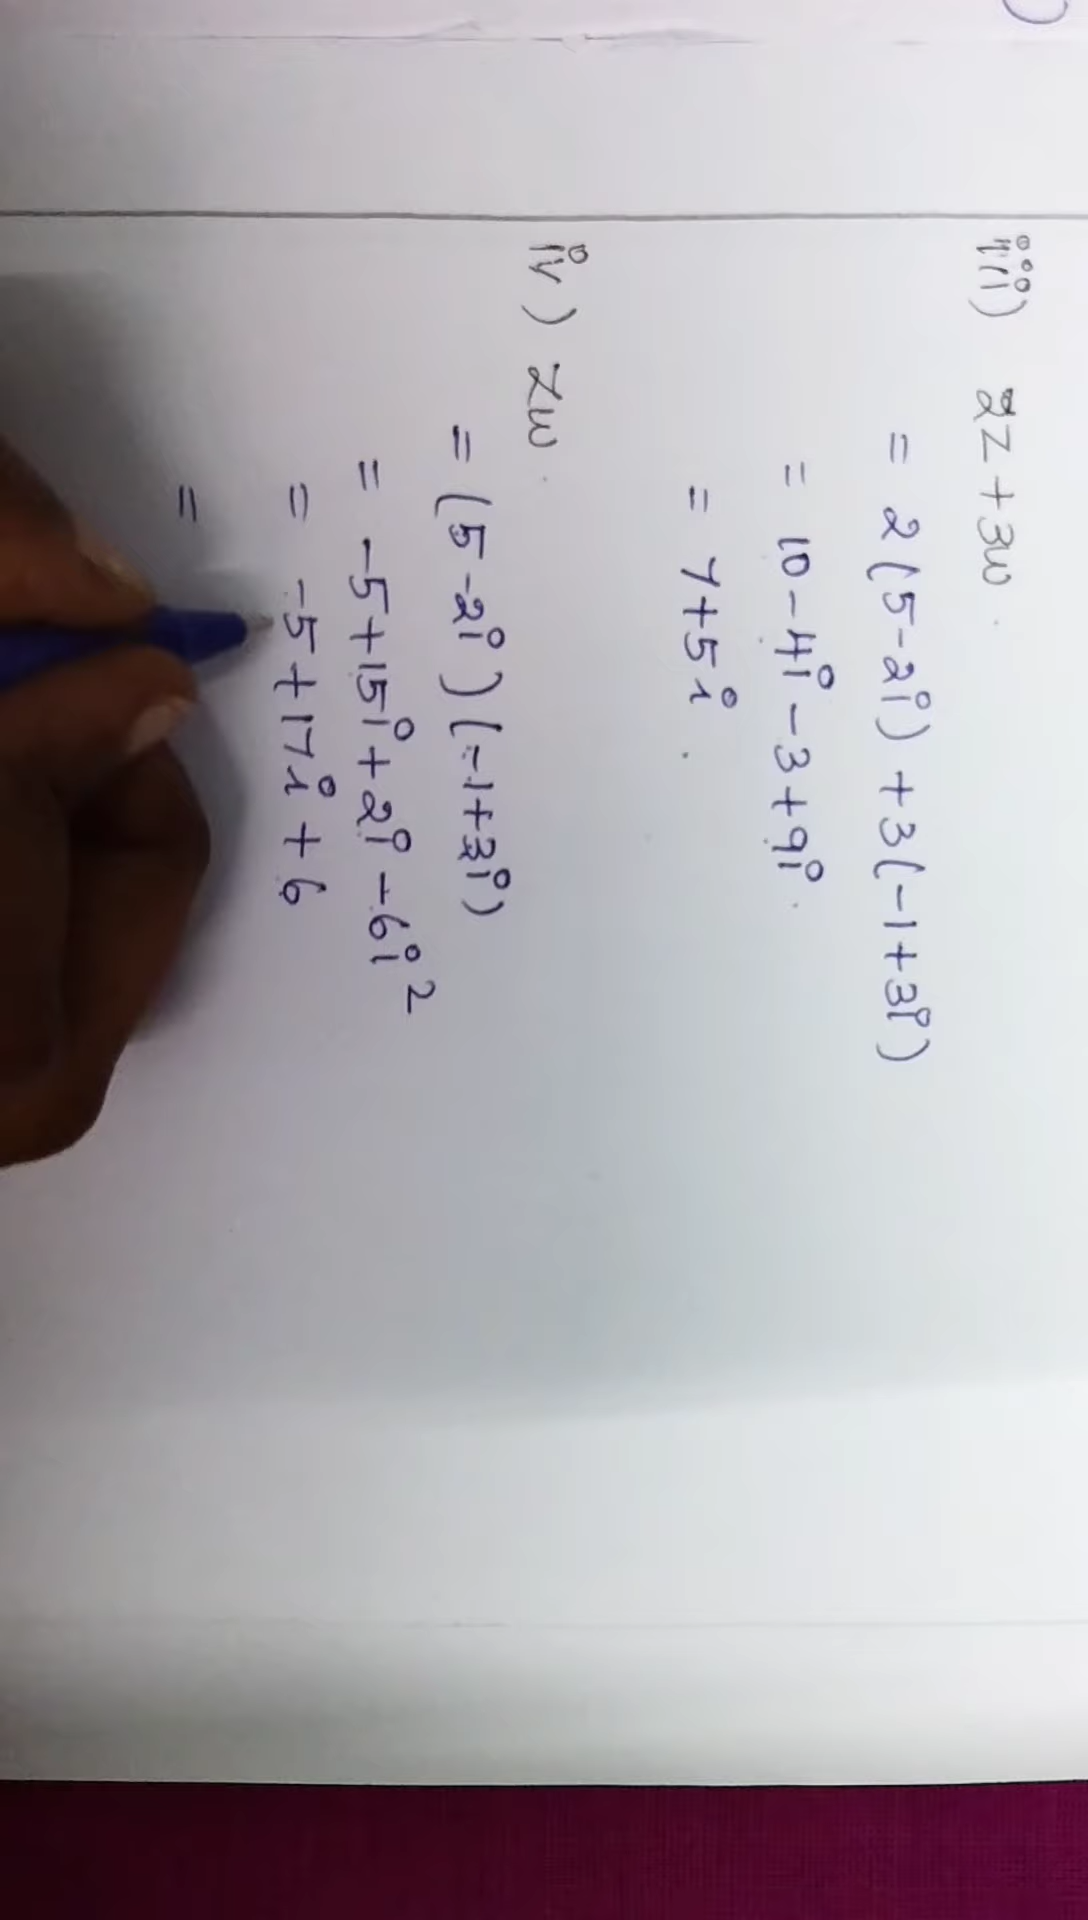 iii) 2z + 3w
= 2(5-2i) + 3(-1+3i)
= 10 - 4i - 3 + 9i
= 7 + 5i
iv) zw
= (5-2i)(-1+3i)
= -5 + 15i + 2i - 6i²
= -5 + 17i + 6
=